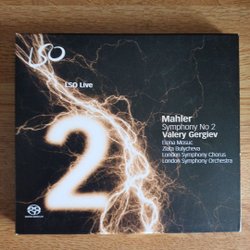 LSO
LSO Live
2
Mahler
Symphony No 2
Valery Gergiev
Elena Mosuc
Zlata Bulycheva
London Symphony Chorus
London Symphony Orchestra